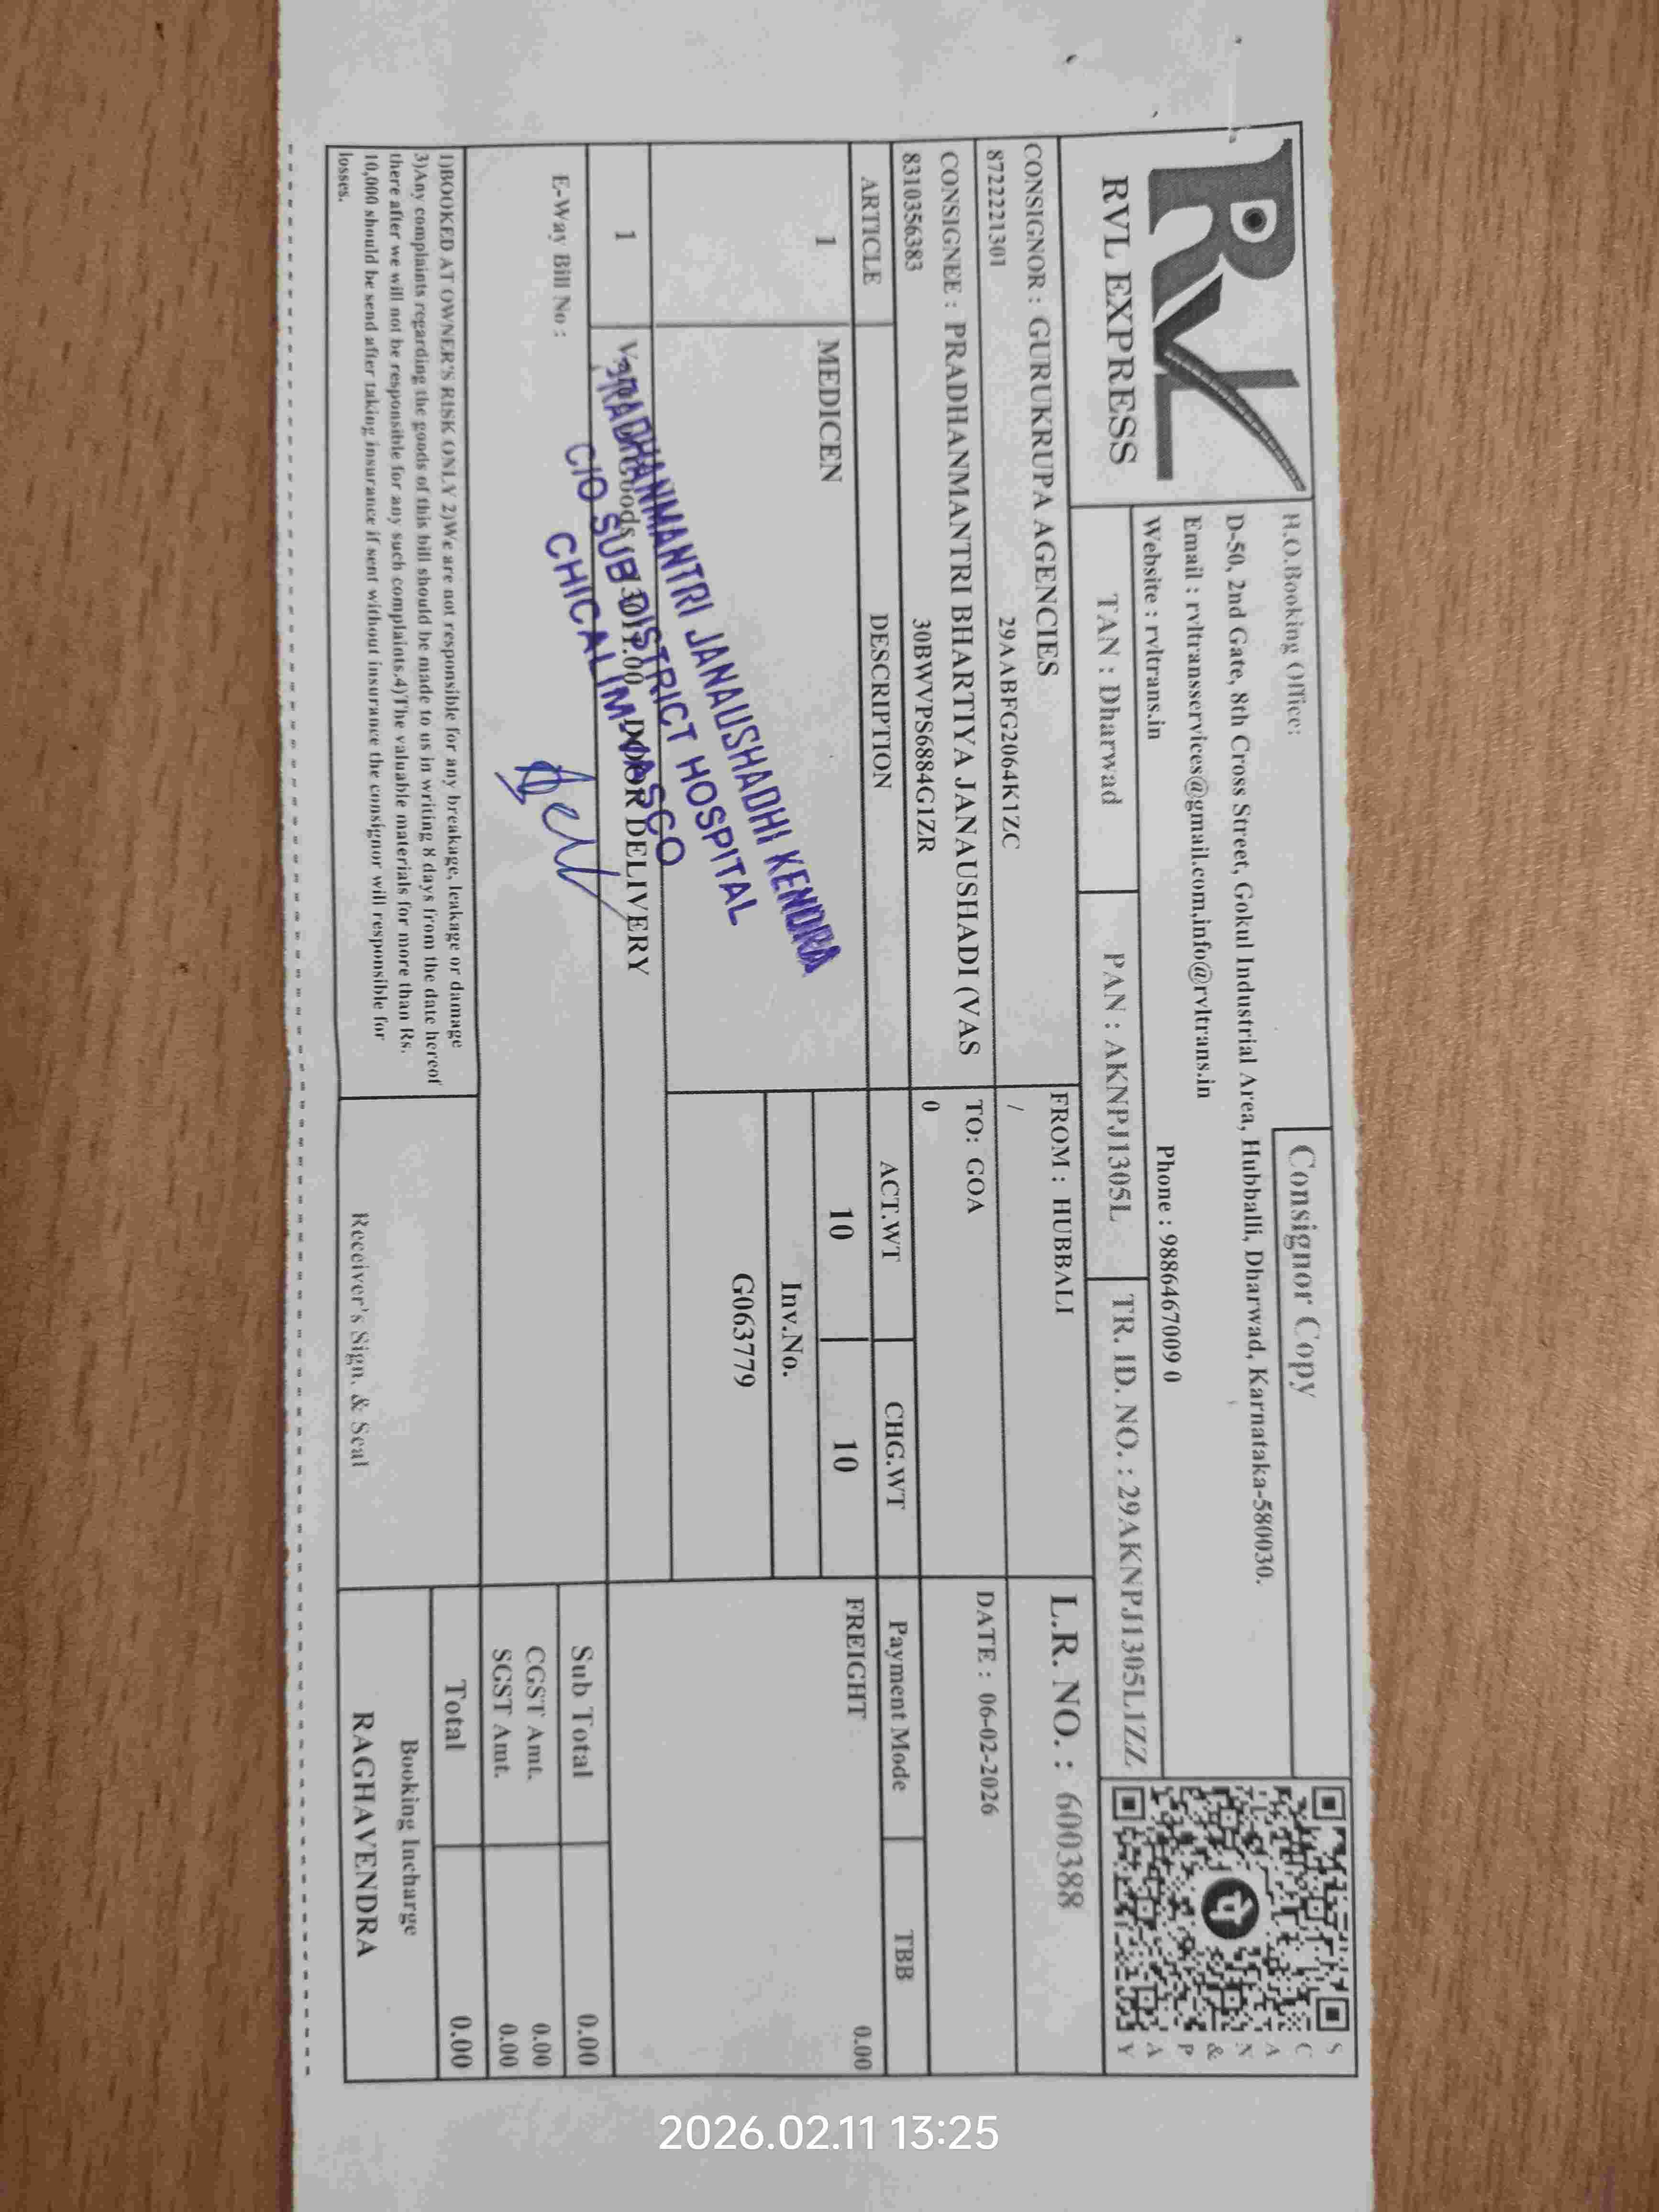 RVL
RVL EXPRESS
H.O.Booking Office:
Consignor Copy
D-50, 2nd Gate, 8th Cross Street, Gokul Industrial Area, Hubballi, Dharwad, Karnataka-580030.
Email : rvltransservices@gmail.com,info@rvltrans.in
Website : rvltrans.in
Phone : 9886467009 0
SCAN & PAY
TAN : Dharwad
PAN : AKNPJ1305L
TR. ID. NO. : 29AKNPJ1305L1ZZ
CONSIGNOR : GURUKRUPA AGENCIES
FROM : HUBBALI
L.R. NO. : 600388
8722221301
29AABFG2064K1ZC
/
CONSIGNEE : PRADHANMANTRI BHARTIYA JANAUSHADI (VAS
TO: GOA
DATE : 06-02-2026
8310356383
30BWVPS6884G1ZR
0
ARTICLE
DESCRIPTION
ACT.WT
CHG.WT
Payment Mode
TBB
1
MEDICEN
10
10
FREIGHT
0.00
Inv.No.
G063779
PRADHANMANTRI JANAUSHADHI KENDRA
C/O SUB DISTRICT HOSPITAL
CHICALIM-VASCO
1
DOOR DELIVERY
E-Way Bill No :
Sub Total
0.00
CGST Amt.
0.00
SGST Amt.
0.00
Total
0.00
1)BOOKED AT OWNER'S RISK ONLY 2)We are not responsible for any breakage, leakage or damage
3)Any complaints regarding the goods of this bill should be made to us in writing 8 days from the date hereof
there after we will not be responsible for any such complaints.4)The valuable materials for more than Rs.
10,000 should be send after taking insurance if sent without insurance the consignor will responsible for
losses.
Receiver's Sign. & Seal
Booking Incharge
RAGHAVENDRA
2026.02.11 13:25